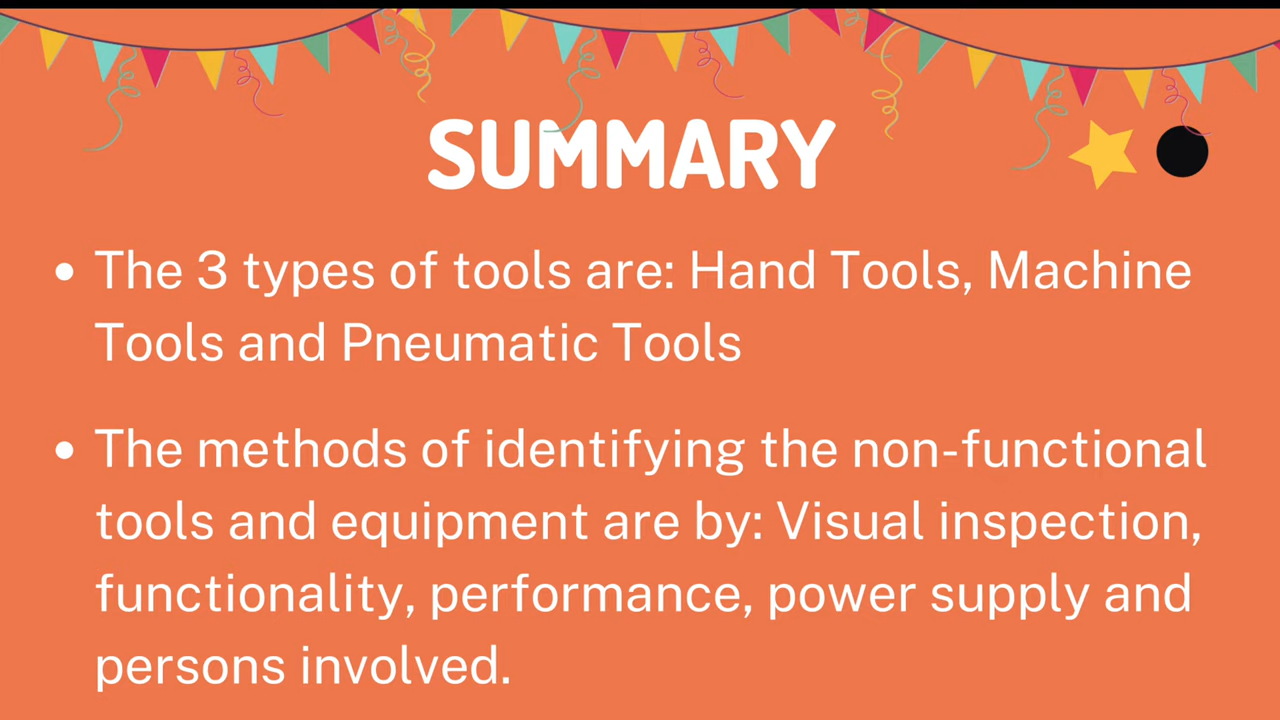 SUMMARY
• The 3 types of tools are: Hand Tools, Machine
Tools and Pneumatic Tools
• The methods of identifying the non-functional
tools and equipment are by: Visual inspection,
functionality, performance, power supply and
persons involved.